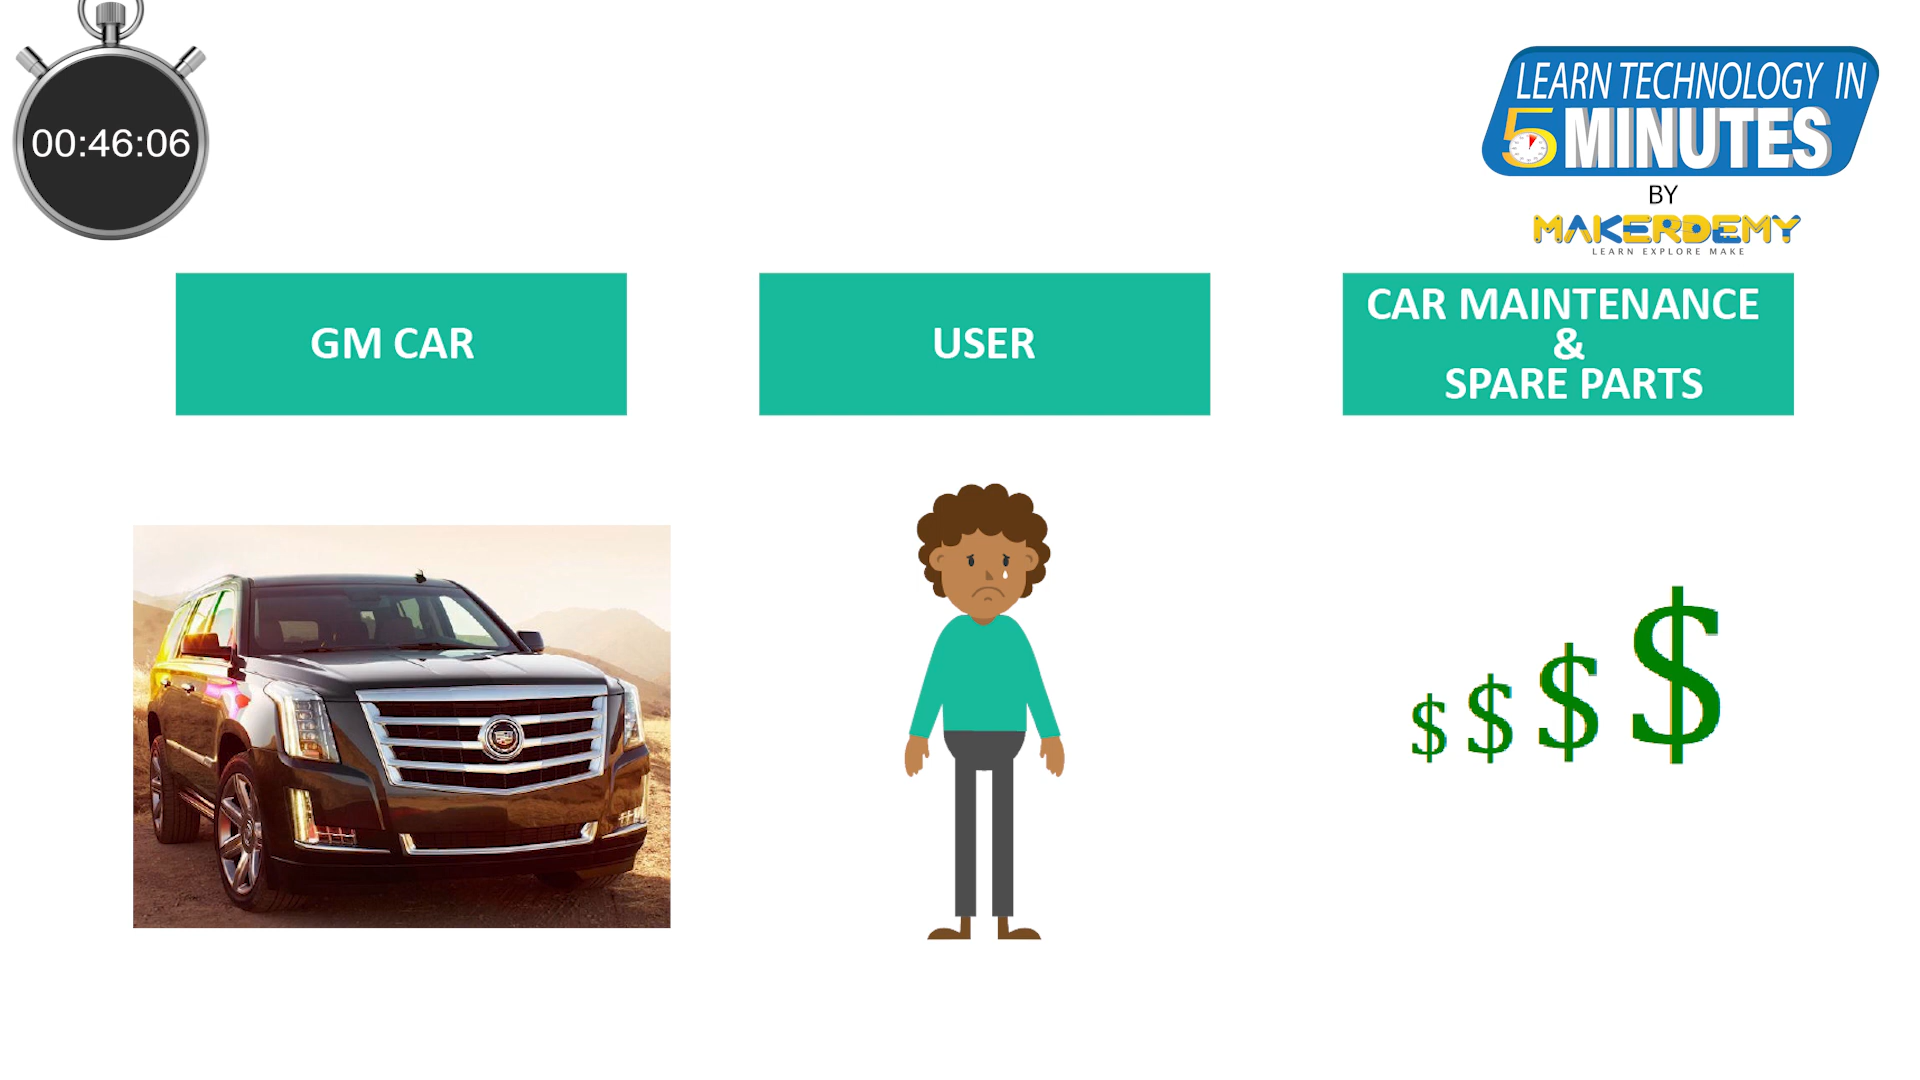 00:46:06
LEARN TECHNOLOGY IN
5 MINUTES
BY
MAKERDEMY
LEARN EXPLORE MAKE
GM CAR
USER
CAR MAINTENANCE
&
SPARE PARTS
$ $ $ $